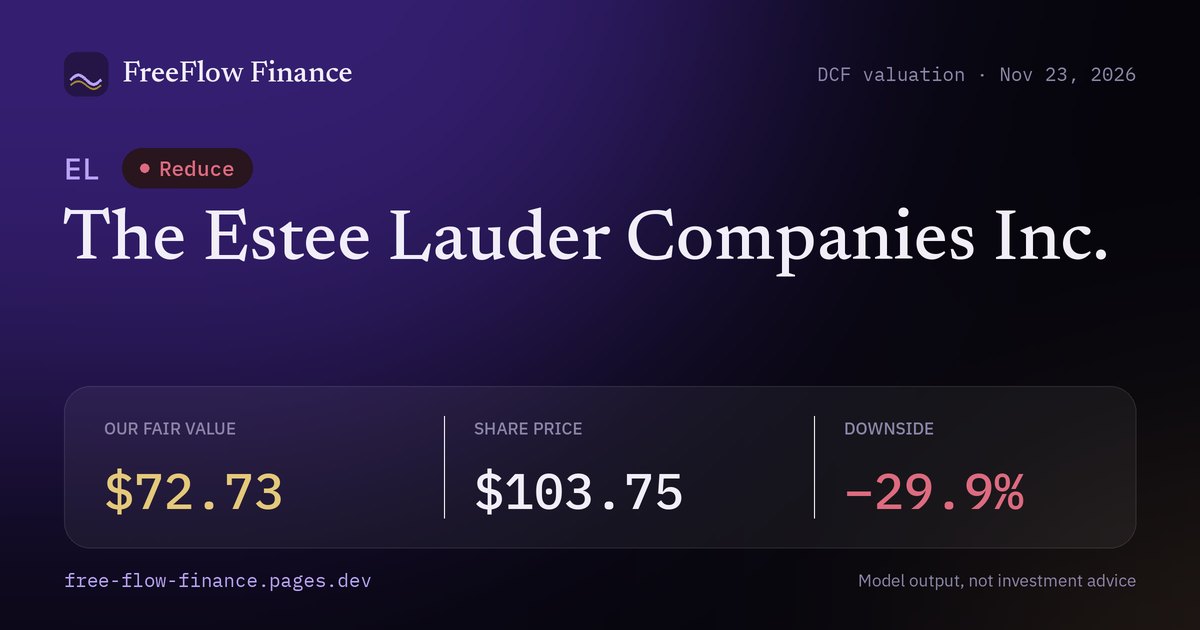 FreeFlow Finance
DCF valuation · Nov 23, 2026
EL
Reduce
The Estee Lauder Companies Inc.
OUR FAIR VALUE
$72.73
SHARE PRICE
$103.75
DOWNSIDE
−29.9%
free-flow-finance.pages.dev
Model output, not investment advice